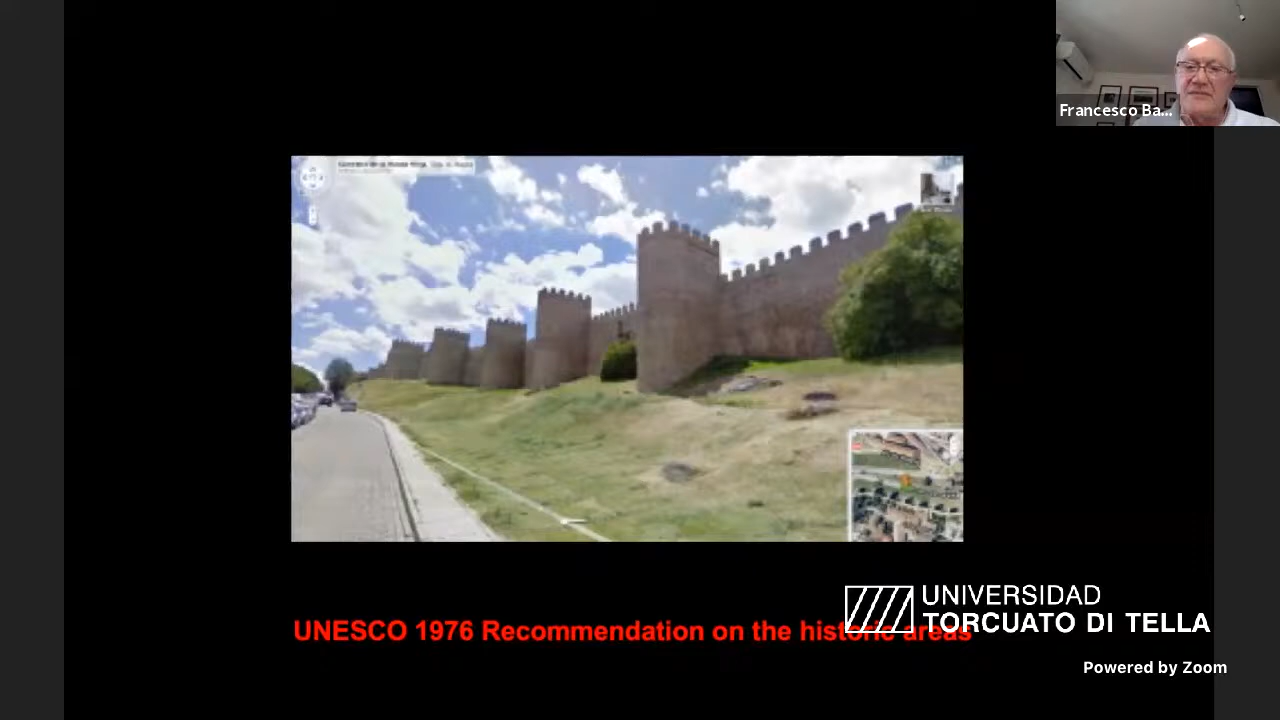 Francesco Ba...
UNESCO 1976 Recommendation on the historic areas
UNIVERSIDAD
TORCUATO DI TELLA
Powered by Zoom